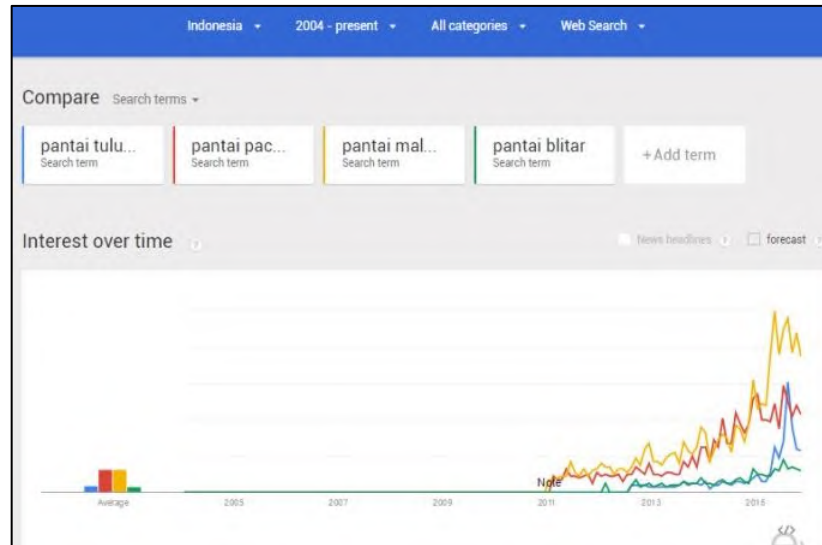 Indonesia 2004 - present All categories Web Search
Compare Search terms
pantai tulu... pantai pac... pantai mal... pantai blitar +Add term
Search term Search term Search term Search term
Interest over time ? News headlines ? forecast ?
Note
Average 2005 2007 2009 2011 2013 2015
</>